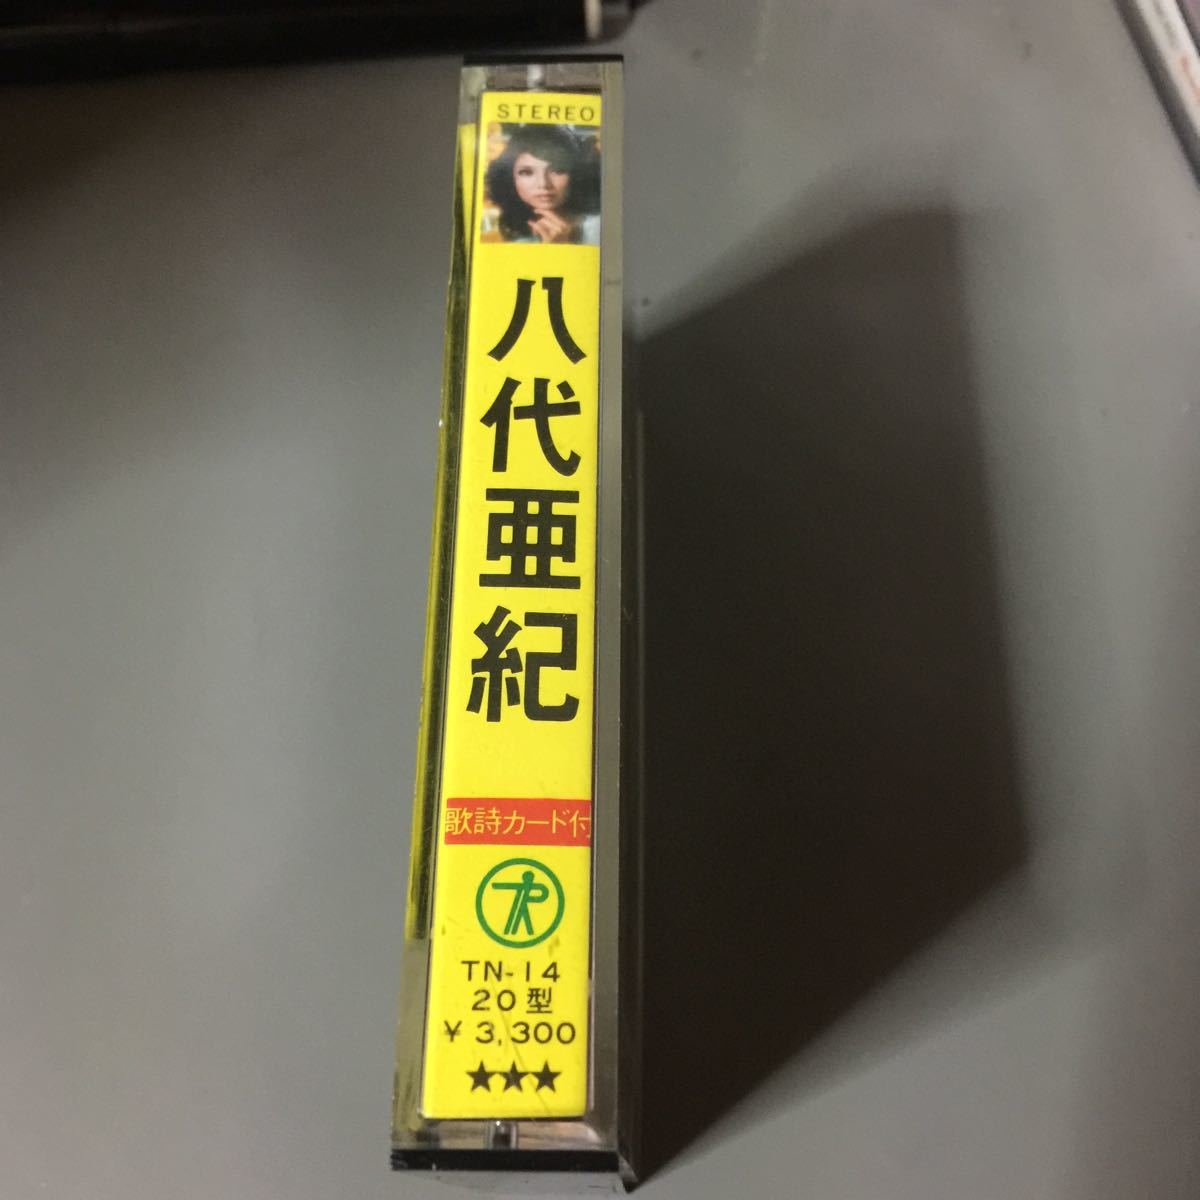 STEREO
八代亜紀
歌詩カード付
TN-14
20型
¥3,300
★★★